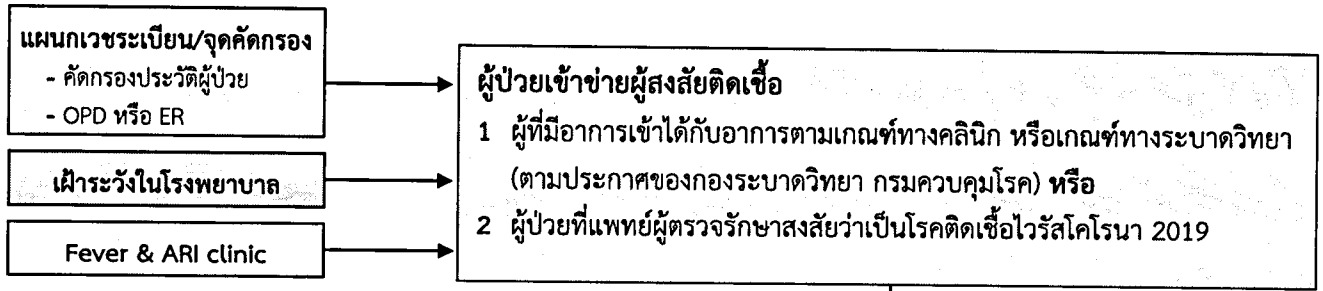 แผนกเวชระเบียน/จุดคัดกรอง
- คัดกรองประวัติผู้ป่วย
- OPD หรือ ER
เฝ้าระวังในโรงพยาบาล
Fever & ARI clinic
ผู้ป่วยเข้าข่ายผู้สงสัยติดเชื้อ
1 ผู้ที่มีอาการเข้าได้กับอาการตามเกณฑ์ทางคลินิก หรือเกณฑ์ทางระบาดวิทยา
(ตามประกาศของกองระบาดวิทยา กรมควบคุมโรค) หรือ
2 ผู้ป่วยที่แพทย์ผู้ตรวจรักษาสงสัยว่าเป็นโรคติดเชื้อไวรัสโคโรนา 2019